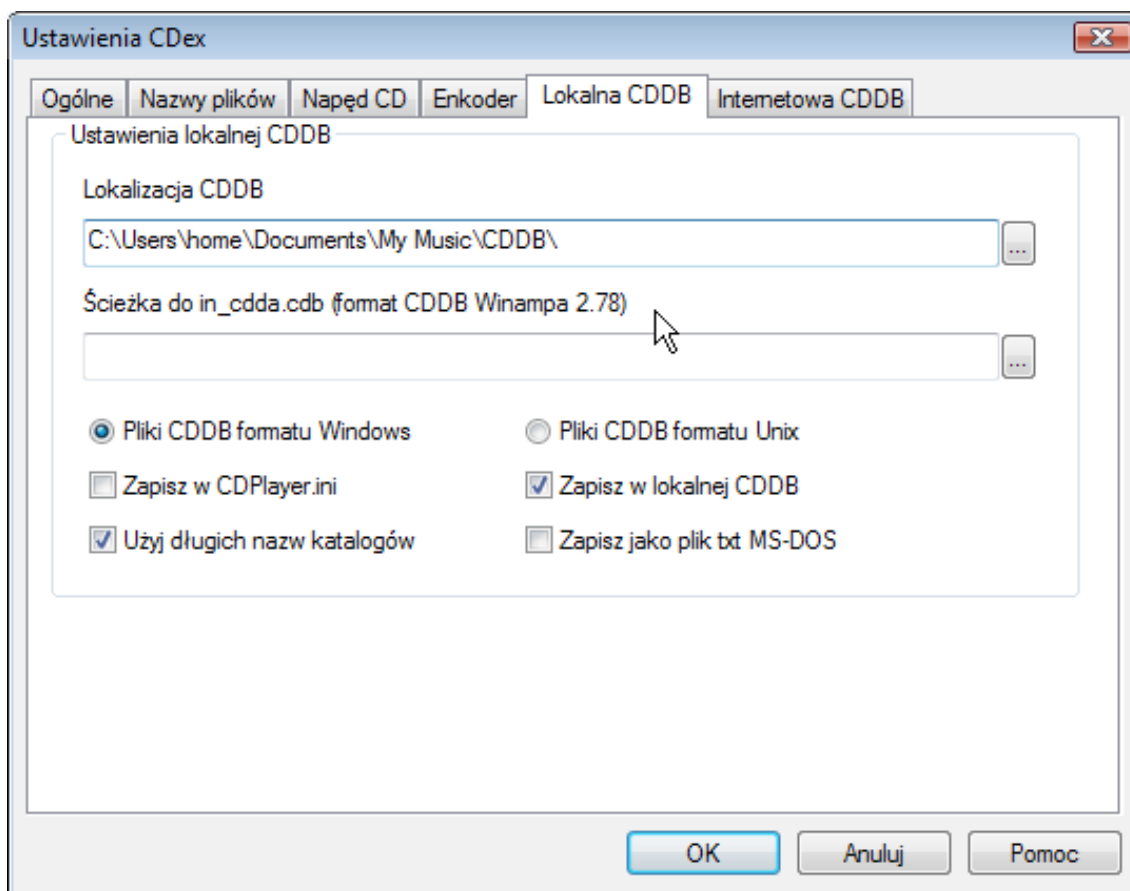 Ustawienia CDex
Ogólne Nazwy plików Napęd CD Enkoder Lokalna CDDB Internetowa CDDB
Ustawienia lokalnej CDDB
Lokalizacja CDDB
C:\Users\home\Documents\My Music\CDDB\
...
Ścieżka do in_cdda.cdb (format CDDB Winampa 2.78)
...
Pliki CDDB formatu Windows Pliki CDDB formatu Unix
Zapisz w CDPlayer.ini Zapisz w lokalnej CDDB
Użyj długich nazw katalogów Zapisz jako plik txt MS-DOS
OK Anuluj Pomoc